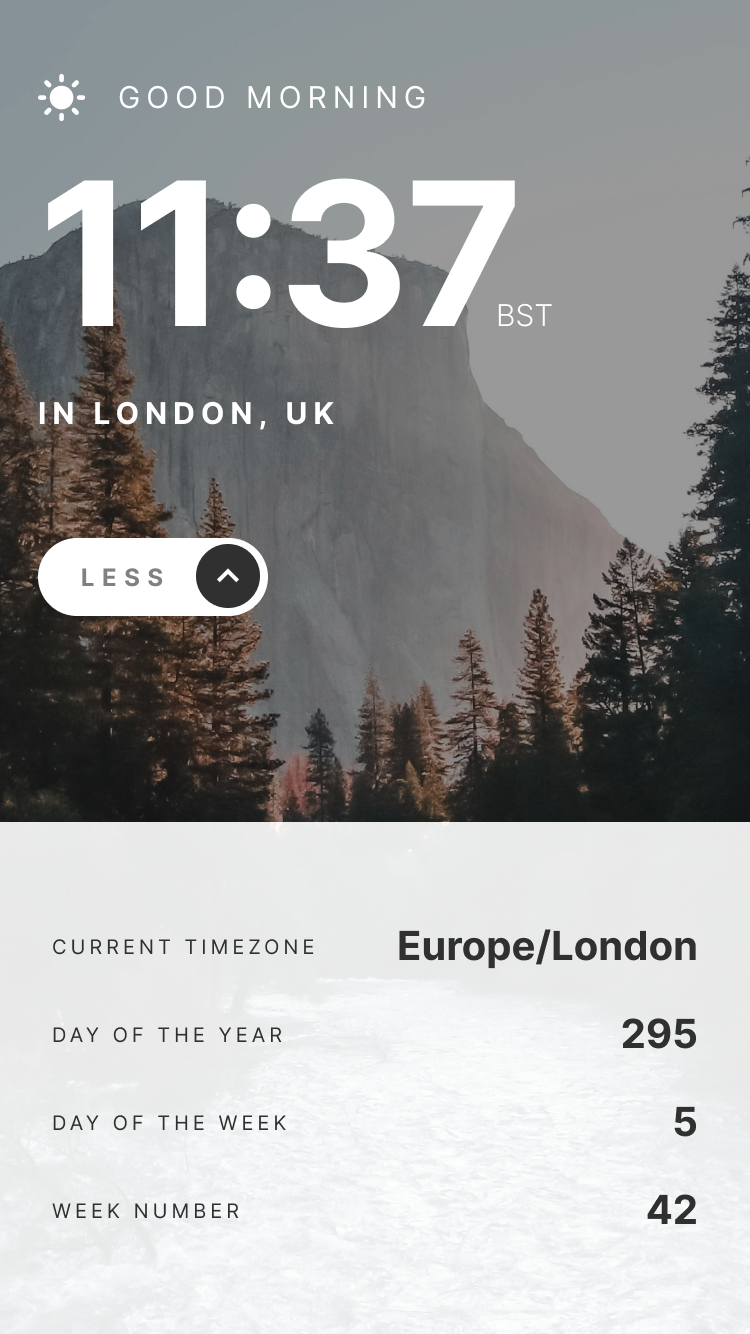 GOOD MORNING
11:37 BST
IN LONDON, UK
LESS
CURRENT TIMEZONE Europe/London
DAY OF THE YEAR 295
DAY OF THE WEEK 5
WEEK NUMBER 42